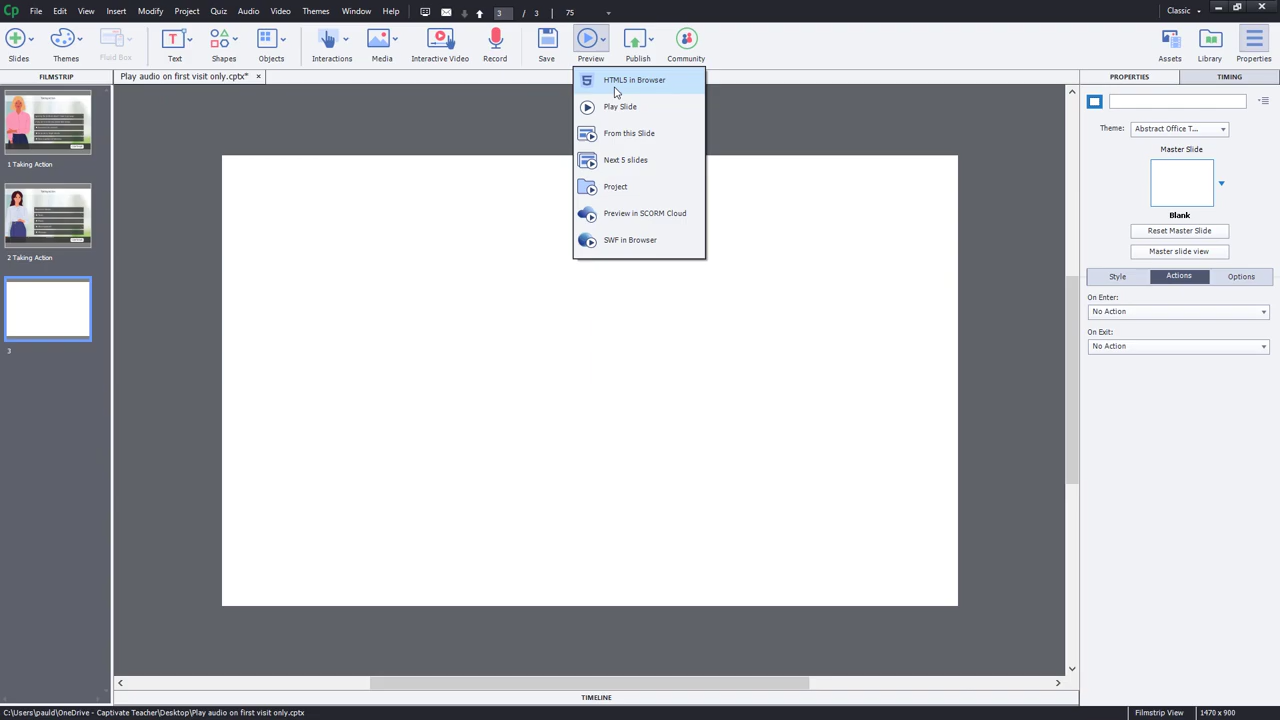 Cp File Edit View Insert Modify Project Quiz Audio Video Themes Window Help 3 / 3 75 Classic
Slides Themes Fluid Box Text Shapes Objects Interactions Media Interactive Video Record Save Preview Publish Community Assets Library Properties
FILMSTRIP
Play audio on first visit only.cptx*
1 Taking Action
2 Taking Action
3
HTML5 in Browser
Play Slide
From this Slide
Next 5 slides
Project
Preview in SCORM Cloud
SWF in Browser
PROPERTIES TIMING
Theme: Abstract Office T...
Master Slide
Blank
Reset Master Slide
Master slide view
Style Actions Options
On Enter:
No Action
On Exit:
No Action
TIMELINE
C:\Users\pauld\OneDrive - Captivate Teacher\Desktop\Play audio on first visit only.cptx Filmstrip View 1470 x 900